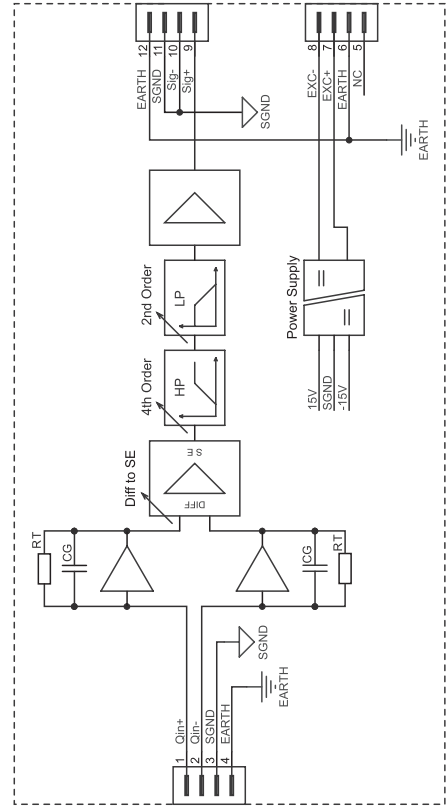 12
11
10
9
EARTH
SGND
Sig-
Sig+
SGND
8
7
6
5
EXC-
EXC+
EARTH
NC
EARTH
2nd Order
LP
4th Order
HP
Power Supply
15V
SGND
-15V
Diff to SE
SE
DIFF
RT
CG
CG
RT
1
2
3
4
Qin+
Qin-
SGND
EARTH
SGND
EARTH